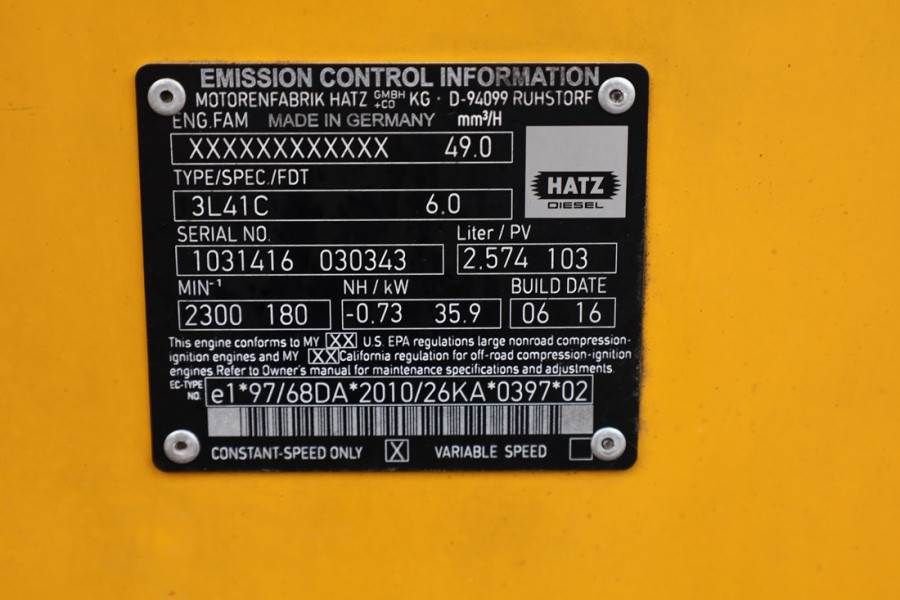 EMISSION CONTROL INFORMATION
MOTORENFABRIK HATZ GMBH +CO KG · D-94099 RUHSTORF
ENG.FAM MADE IN GERMANY mm³/H
XXXXXXXXXXXX 49.0
TYPE/SPEC./FDT
3L41C 6.0
HATZ
DIESEL
SERIAL NO. Liter / PV
1031416 030343 2.574 103
MIN⁻¹ NH / kW BUILD DATE
2300 180 -0.73 35.9 06 16
This engine conforms to MY XX U.S. EPA regulations large nonroad compression-
ignition engines and MY XX California regulation for off-road compression-ignition
engines.Refer to Owner's manual for maintenance specifications and adjustments.
EC-TYPE NO. e1*97/68DA*2010/26KA*0397*02
CONSTANT-SPEED ONLY X VARIABLE SPEED